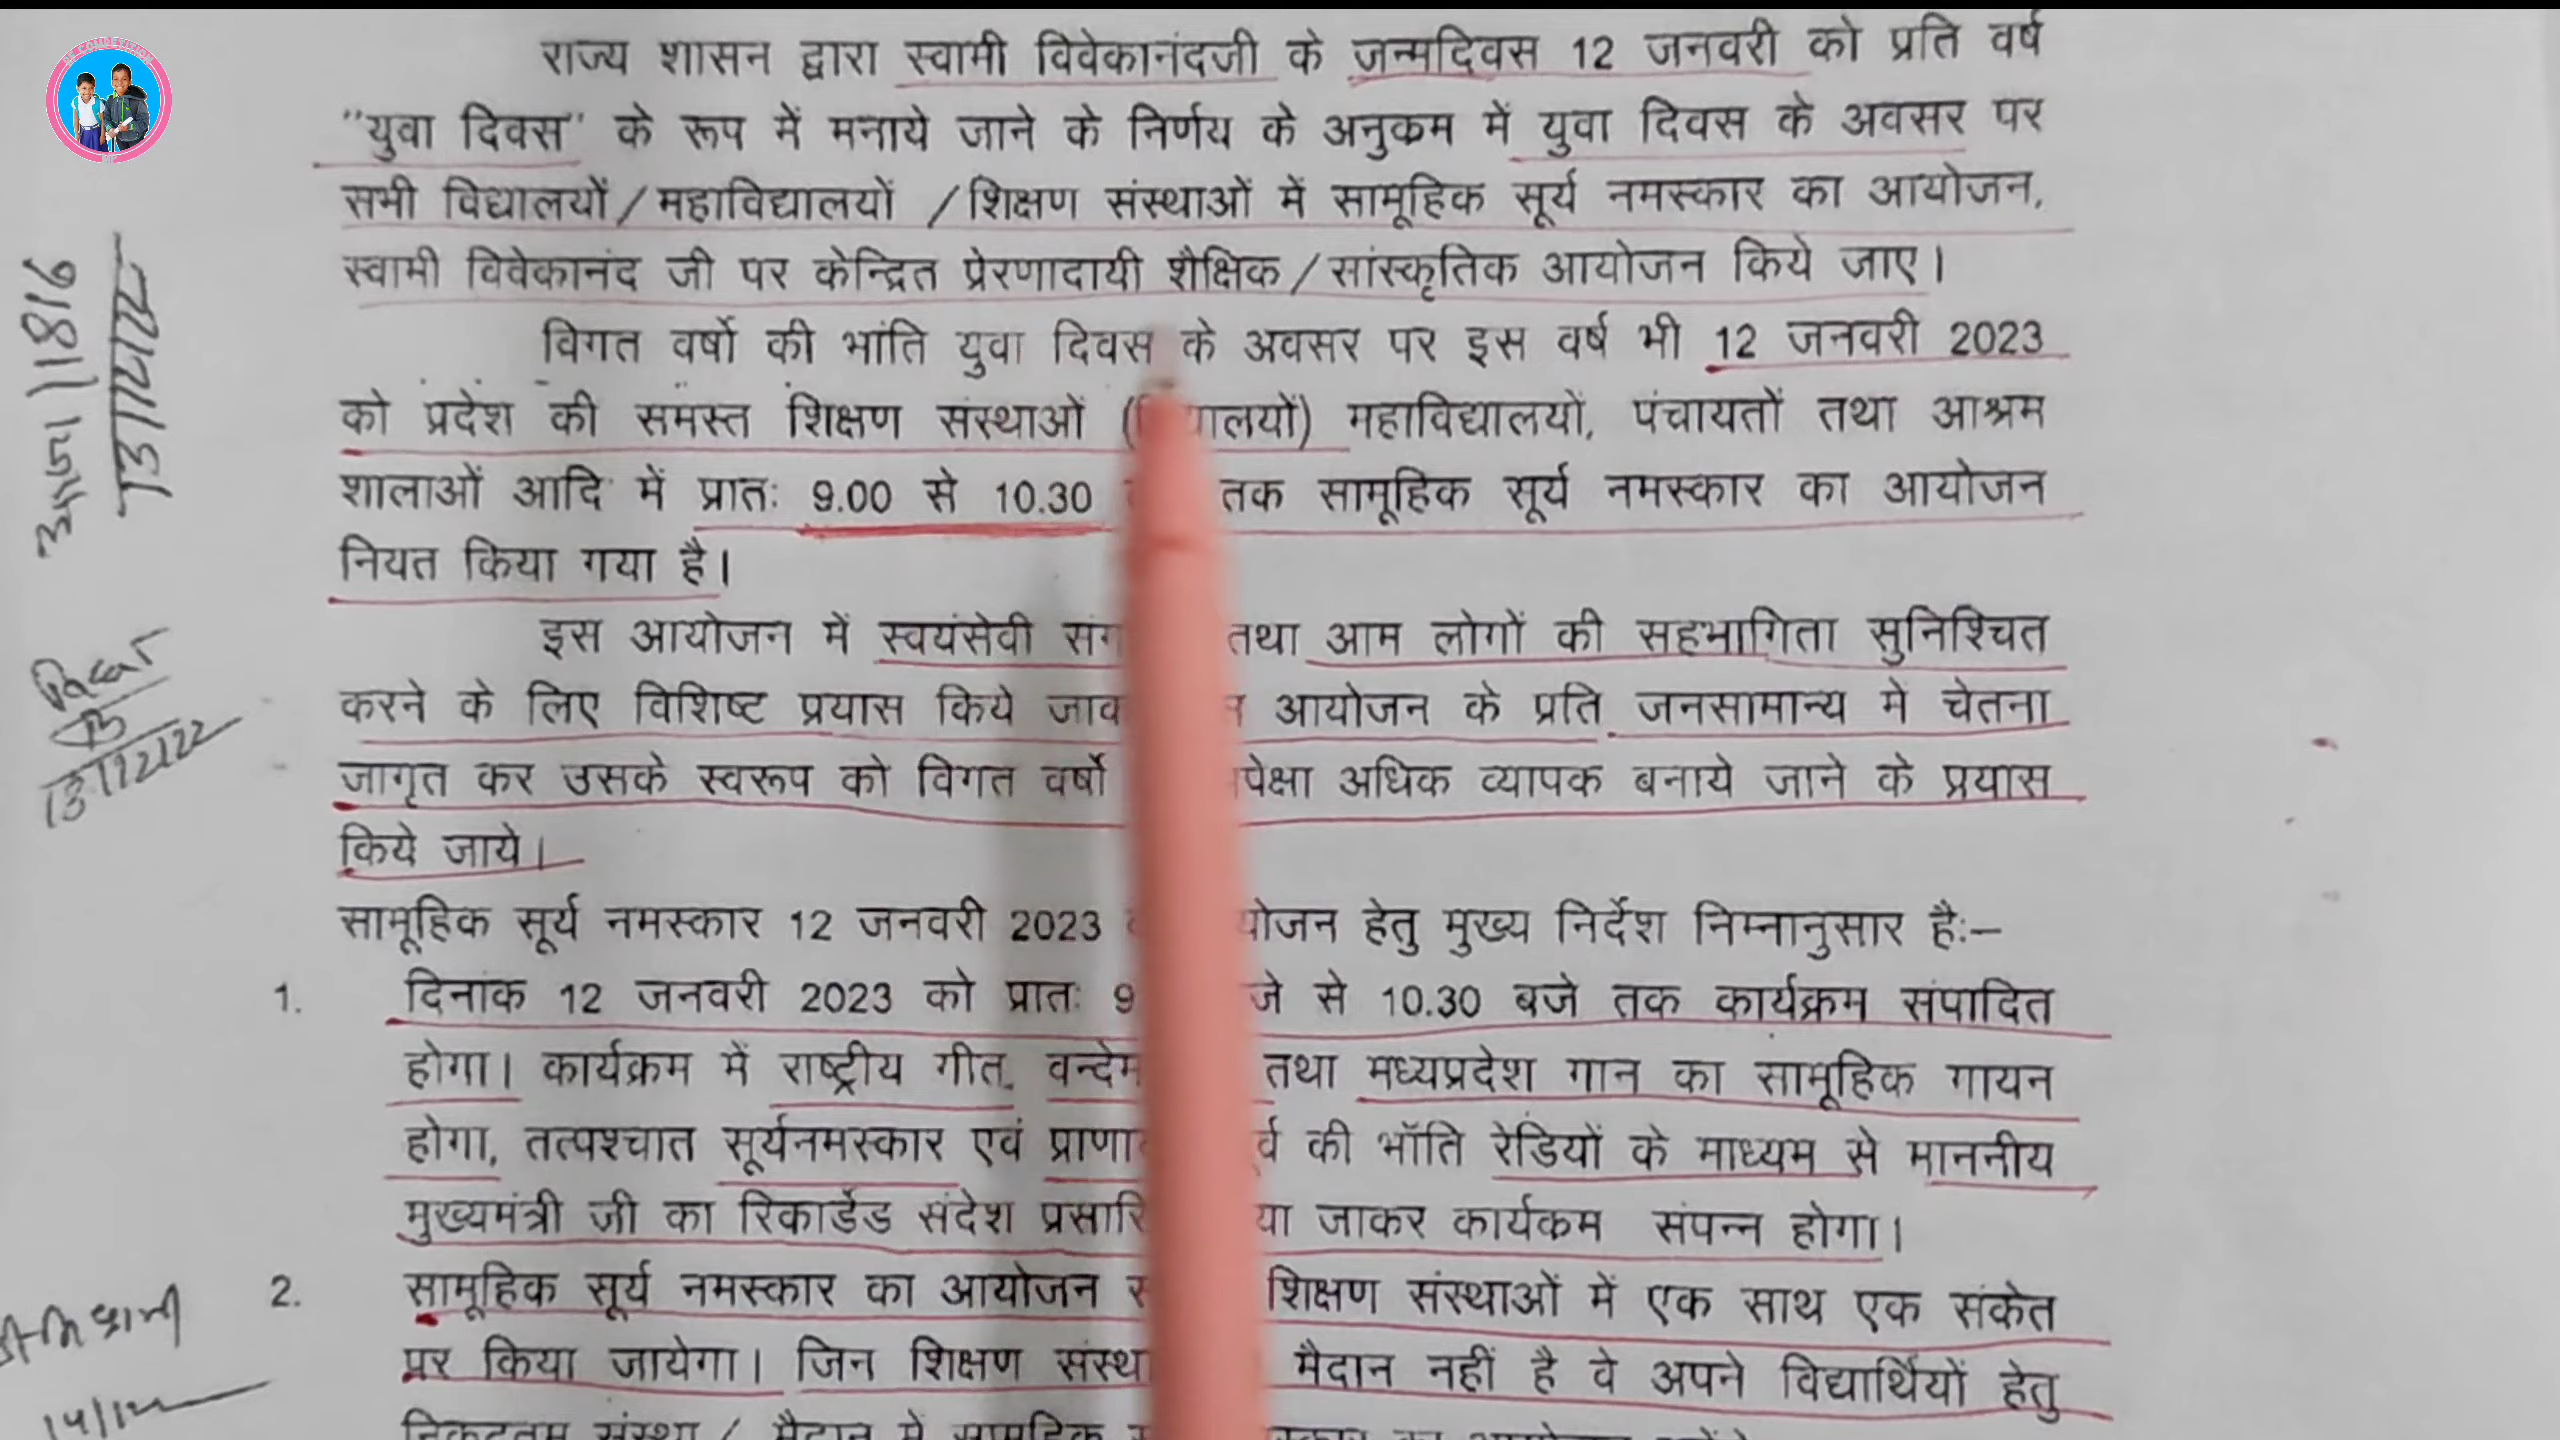 राज्य शासन द्वारा स्वामी विवेकानंदजी के जन्मदिवस 12 जनवरी को प्रति वर्ष
"युवा दिवस" के रूप में मनाये जाने के निर्णय के अनुकम में युवा दिवस के अवसर पर
सभी विद्यालयों/महाविद्यालयों /शिक्षण संस्थाओं में सामूहिक सूर्य नमस्कार का आयोजन,
स्वामी विवेकानंद जी पर केन्द्रित प्रेरणादायी शैक्षिक/सांस्कृतिक आयोजन किये जाए।
विगत वर्षो की भांति युवा दिवस के अवसर पर इस वर्ष भी 12 जनवरी 2023
को प्रदेश की समस्त शिक्षण संस्थाओं महाविद्यालयों, पंचायतों तथा आश्रम
शालाओं आदि में प्रातः 9.00 से 10.30 तक सामूहिक सूर्य नमस्कार का आयोजन
नियत किया गया है।
इस आयोजन में स्वयंसेवी तथा आम लोगों की सहभागिता सुनिश्चित
करने के लिए विशिष्ट प्रयास किये आयोजन के प्रति जनसामान्य मे चेतना
जागृत कर उसके स्वरूप को विगत वर्षो अधिक व्यापक बनाये जाने के प्रयास
किये जाये।
सामूहिक सूर्य नमस्कार 12 जनवरी 2023 हेतु मुख्य निर्देश निम्नानुसार है:–
1. दिनांक 12 जनवरी 2023 को प्रातः से 10.30 बजे तक कार्यक्रम संपादित
होगा। कार्यक्रम में राष्ट्रीय गीत, तथा मध्यप्रदेश गान का सामूहिक गायन
होगा, तत्पश्चात सूर्यनमस्कार एवं की भॉति रेडियों के माध्यम से माननीय
मुख्यमंत्री जी का रिकार्डेड संदेश जाकर कार्यकम संपन्न होगा।
2. सामूहिक सूर्य नमस्कार का आयोजन शिक्षण संस्थाओं में एक साथ एक संकेत
पर किया जायेगा। जिन शिक्षण मैदान नहीं है वे अपने विद्यार्थियों हेतु
निकटतम संस्था / मैदान में सामूहिक
13/12/22